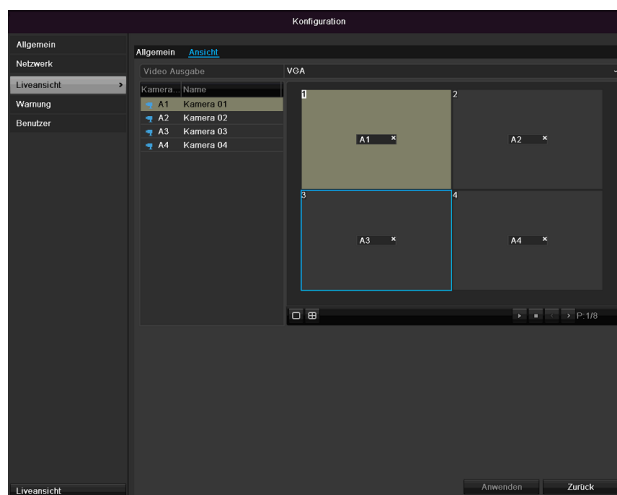 Konfiguration
Allgemein
Netzwerk
Liveansicht
Warnung
Benutzer
Allgemein Ansicht
Video Ausgabe VGA
Kamera... Name
A1 Kamera 01
A2 Kamera 02
A3 Kamera 03
A4 Kamera 04
1 2
A1 A2
3 4
A3 A4
P:1/8
Anwenden Zurück
Liveansicht